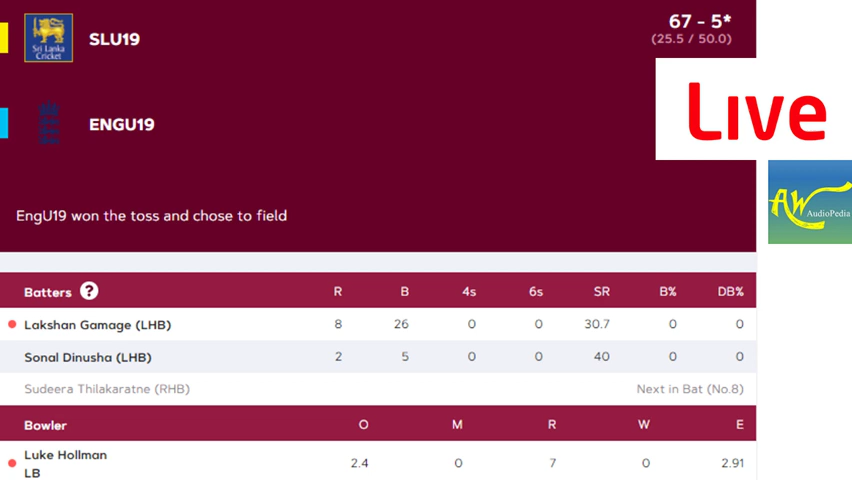 Sri Lanka
Cricket
SLU19
67 - 5*
(25.5 / 50.0)
ENGU19
Live
AW
AudioPedia
EngU19 won the toss and chose to field
Batters ? R B 4s 6s SR B% DB%
Lakshan Gamage (LHB) 8 26 0 0 30.7 0 0
Sonal Dinusha (LHB) 2 5 0 0 40 0 0
Sudeera Thilakaratne (RHB) Next in Bat (No.8)
Bowler O M R W E
Luke Hollman
LB 2.4 0 7 0 2.91